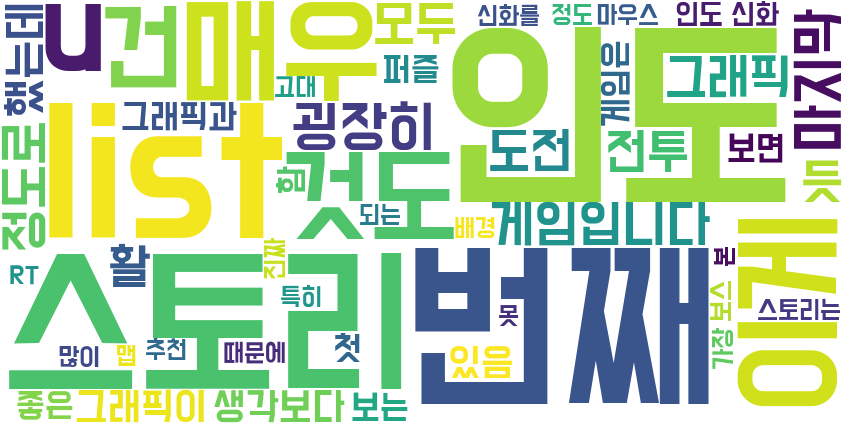 했는데
u
건
매우
모두
신화를
정도
마우스
인도 신화
인도
퍼즐
고대
게임은
그래픽
마지막
list
그래픽과
굉장히
정도로
것도
도전
전투
보면
듯
함
되는
배경
게임입니다
이게
RT
활
진짜
특히
스토리
번째
못
본
보스
스토리는
가장
많이
맵
추천
때문에
첫
있음
좋은
그래픽이
생각보다
보는